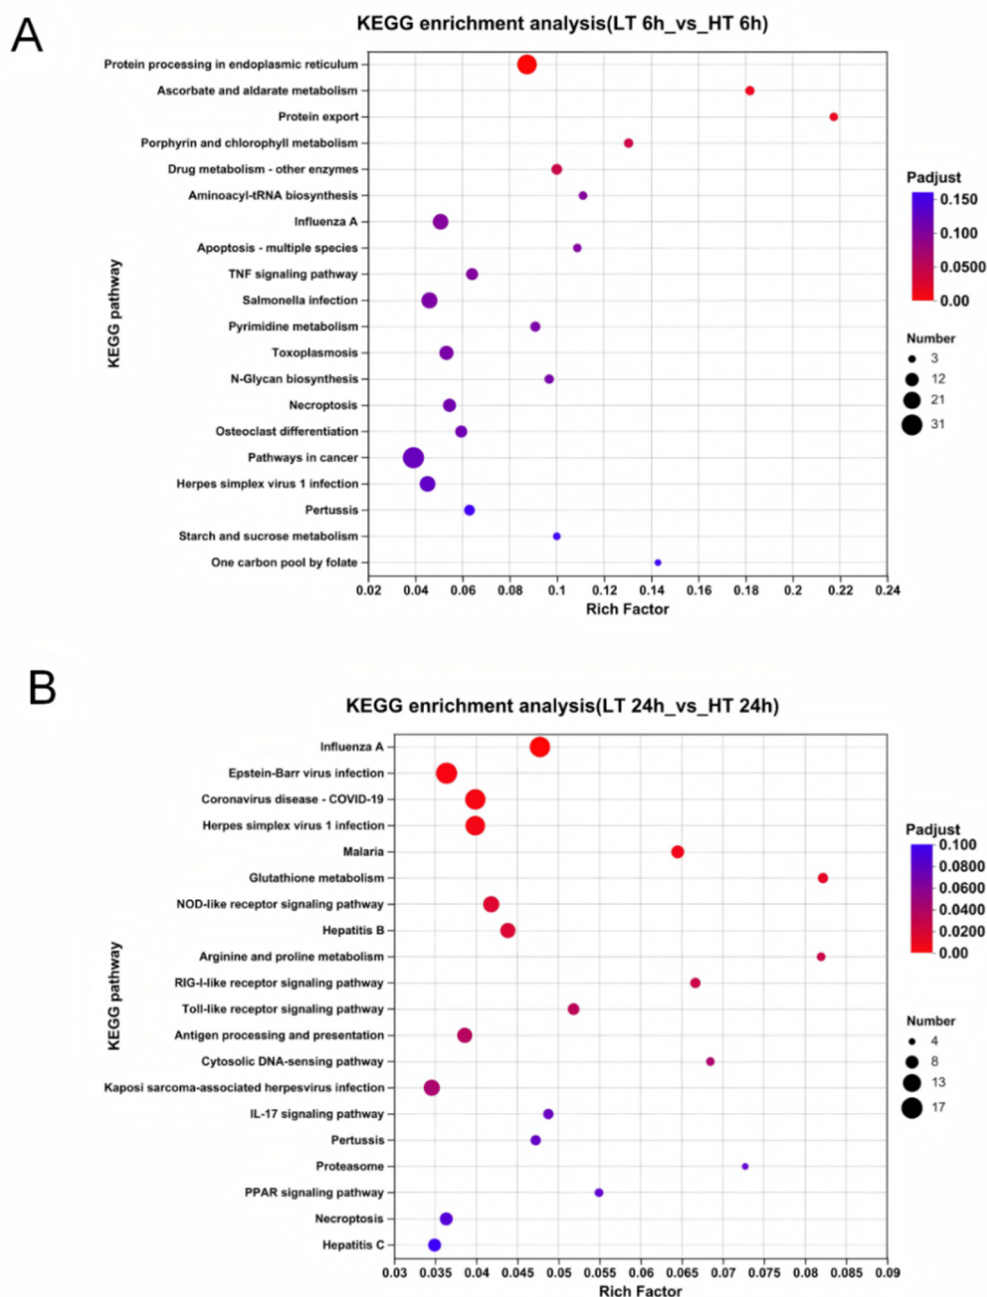 A
KEGG enrichment analysis(LT 6h_vs_HT 6h)
KEGG pathway
Protein processing in endoplasmic reticulum
Ascorbate and aldarate metabolism
Protein export
Porphyrin and chlorophyll metabolism
Drug metabolism - other enzymes
Aminoacyl-tRNA biosynthesis
Influenza A
Apoptosis - multiple species
TNF signaling pathway
Salmonella infection
Pyrimidine metabolism
Toxoplasmosis
N-Glycan biosynthesis
Necroptosis
Osteoclast differentiation
Pathways in cancer
Herpes simplex virus 1 infection
Pertussis
Starch and sucrose metabolism
One carbon pool by folate
0.02 0.04 0.06 0.08 0.1 0.12 0.14 0.16 0.18 0.2 0.22 0.24
Rich Factor
Padjust
0.150
0.100
0.0500
0.00
Number
3
12
21
31
B
KEGG enrichment analysis(LT 24h_vs_HT 24h)
KEGG pathway
Influenza A
Epstein-Barr virus infection
Coronavirus disease - COVID-19
Herpes simplex virus 1 infection
Malaria
Glutathione metabolism
NOD-like receptor signaling pathway
Hepatitis B
Arginine and proline metabolism
RIG-I-like receptor signaling pathway
Toll-like receptor signaling pathway
Antigen processing and presentation
Cytosolic DNA-sensing pathway
Kaposi sarcoma-associated herpesvirus infection
IL-17 signaling pathway
Pertussis
Proteasome
PPAR signaling pathway
Necroptosis
Hepatitis C
0.03 0.035 0.04 0.045 0.05 0.055 0.06 0.065 0.07 0.075 0.08 0.085 0.09
Rich Factor
Padjust
0.100
0.0800
0.0600
0.0400
0.0200
0.00
Number
4
8
13
17